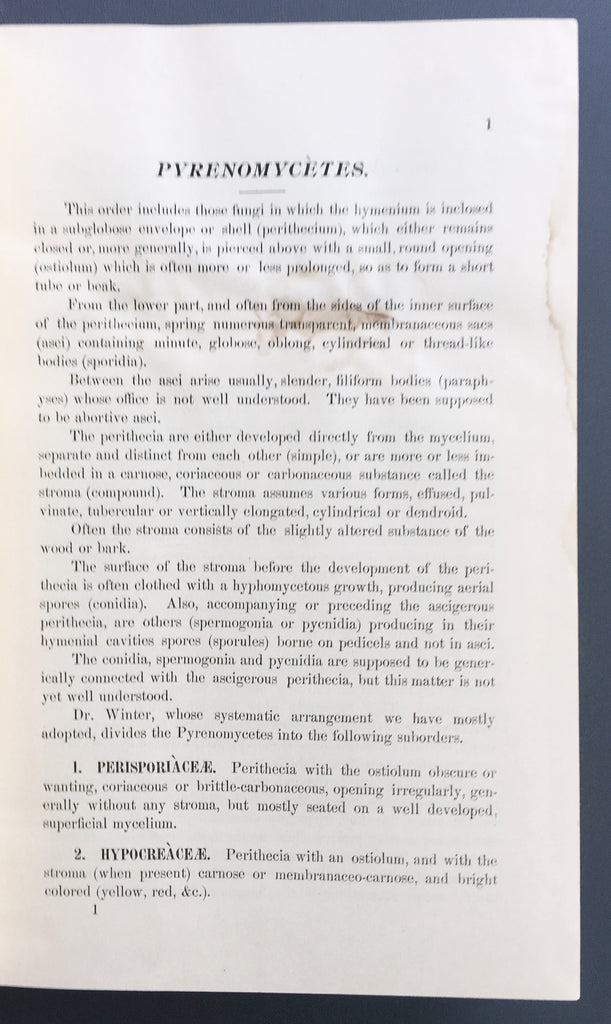 1
PYRENOMYCÈTES.
This order includes those fungi in which the hymenium is inclosed
in a subglobose envelope or shell (perithecium), which either remains
closed or, more generally, is pierced above with a small, round opening
(ostiolum) which is often more or less prolonged, so as to form a short
tube or beak.
From the lower part, and often from the sides of the inner surface
of the perithecium, spring numerous transparent, membranaceous sacs
(asci) containing minute, globose, oblong, cylindrical or thread-like
bodies (sporidia).
Between the asci arise usually, slender, filiform bodies (paraph-
yses) whose office is not well understood. They have been supposed
to be abortive asci.
The perithecia are either developed directly from the mycelium,
separate and distinct from each other (simple), or are more or less im-
bedded in a carnose, coriaceous or carbonaceous substance called the
stroma (compound). The stroma assumes various forms, effused, pul-
vinate, tubercular or vertically elongated, cylindrical or dendroid.
Often the stroma consists of the slightly altered substance of the
wood or bark.
The surface of the stroma before the development of the peri-
thecia is often clothed with a hyphomycetous growth, producing aerial
spores (conidia). Also, accompanying or preceding the ascigerous
perithecia, are others (spermogonia or pycnidia) producing in their
hymenial cavities spores (sporules) borne on pedicels and not in asci.
The conidia, spermogonia and pycnidia are supposed to be gener-
ically connected with the ascigerous perithecia, but this matter is not
yet well understood.
Dr. Winter, whose systematic arrangement we have mostly
adopted, divides the Pyrenomycetes into the following suborders.
1. PERISPORIÀCEÆ. Perithecia with the ostiolum obscure or
wanting, coriaceous or brittle-carbonaceous, opening irregularly, gen-
erally without any stroma, but mostly seated on a well developed,
superficial mycelium.
2. HYPOCREÀCEÆ. Perithecia with an ostiolum, and with the
stroma (when present) carnose or membranaceo-carnose, and bright
colored (yellow, red, &c.).
1